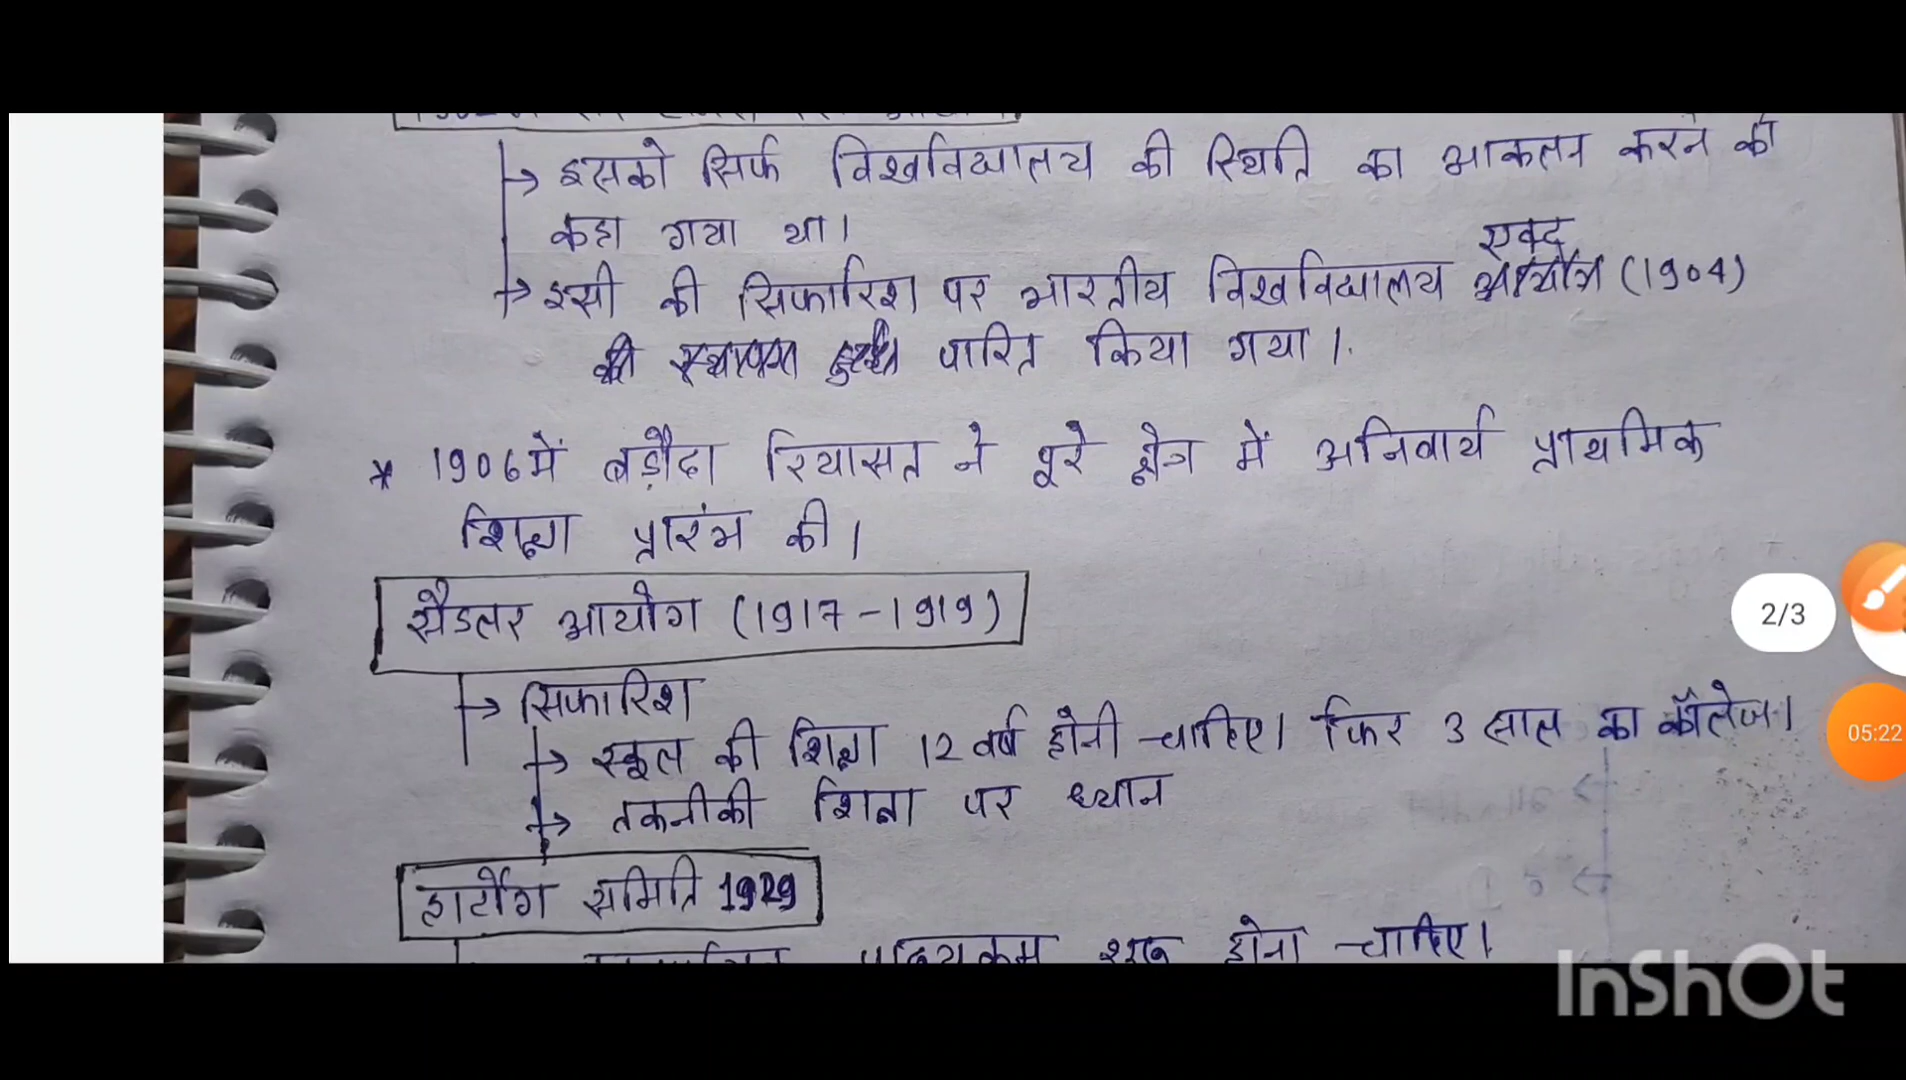 → इसको सिर्फ विश्वविद्यालय की स्थिति का आकलन करने को
कहा गया था।
एक्ट
→ इसी की सिफारिश पर भारतीय विश्वविद्यालय (1904)
पारित किया गया।
* 1906 में बड़ौदा रियासत ने पूरे क्षेत्र में अनिवार्य प्राथमिक
शिक्षा प्रारंभ की।
सैडलर आयोग (1917-1919)
→ सिफारिश
→ स्कूल की शिक्षा 12 वर्ष होनी चाहिए। फिर 3 साल का कॉलेज।
→ तकनीकी शिक्षा पर ध्यान
हार्टोग समिति 1929
पाठ्यक्रम शुरू होना चाहिए।
2/3
05:22
InShOt